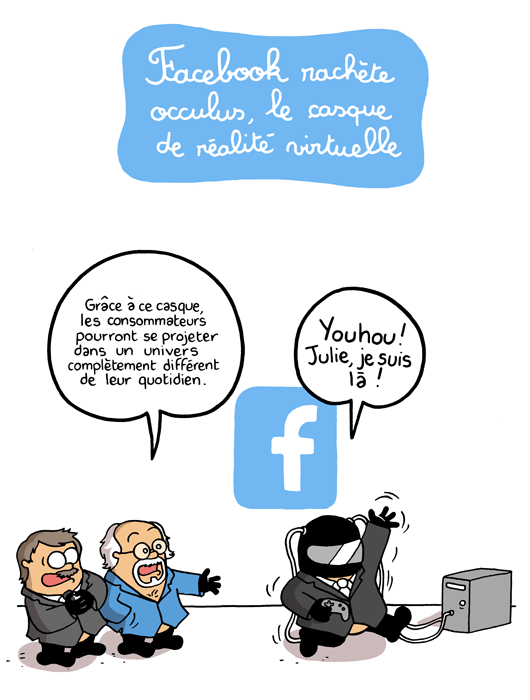 Facebook rachète
occulus, le casque
de réalité virtuelle
Grâce à ce casque,
les consommateurs
pourront se projeter
dans un univers
complètement différent
de leur quotidien.
Youhou!
Julie, je suis
là !
f